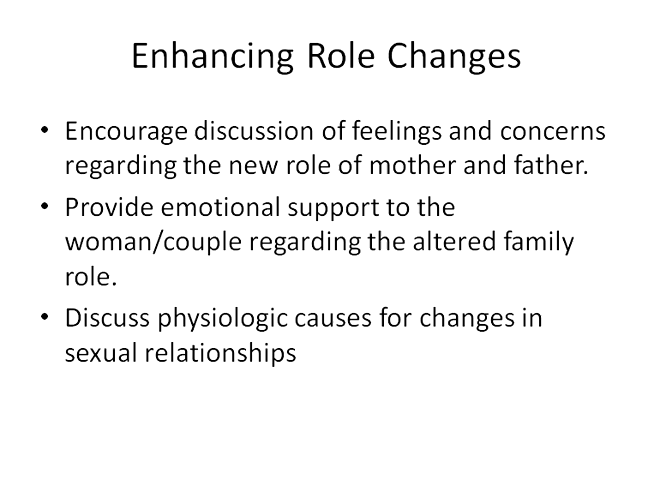 Enhancing Role Changes
• Encourage discussion of feelings and concerns
regarding the new role of mother and father.
• Provide emotional support to the
woman/couple regarding the altered family
role.
• Discuss physiologic causes for changes in
sexual relationships